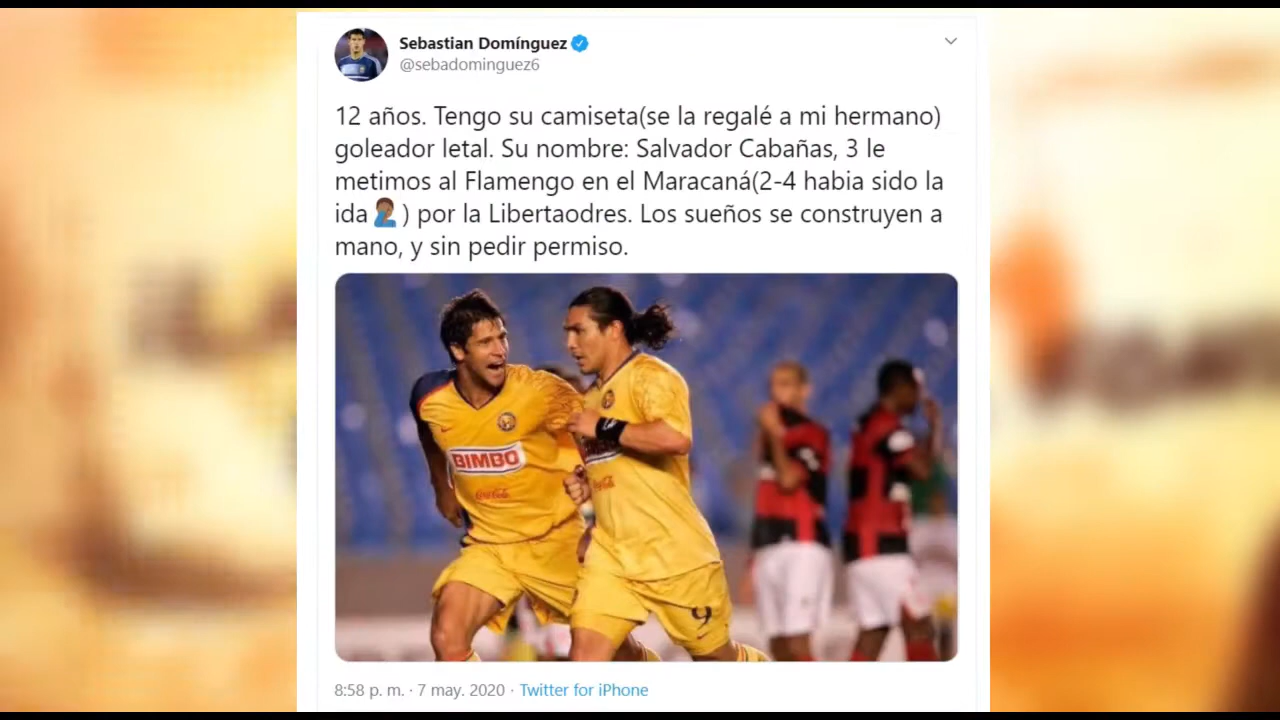 Sebastian Domínguez
@sebadominguez6
12 años. Tengo su camiseta(se la regalé a mi hermano)
goleador letal. Su nombre: Salvador Cabañas, 3 le
metimos al Flamengo en el Maracaná(2-4 habia sido la
ida🤦🏾‍♂️) por la Libertaodres. Los sueños se construyen a
mano, y sin pedir permiso.
BIMBO
Coca-Cola
9
8:58 p. m. · 7 may. 2020 · Twitter for iPhone